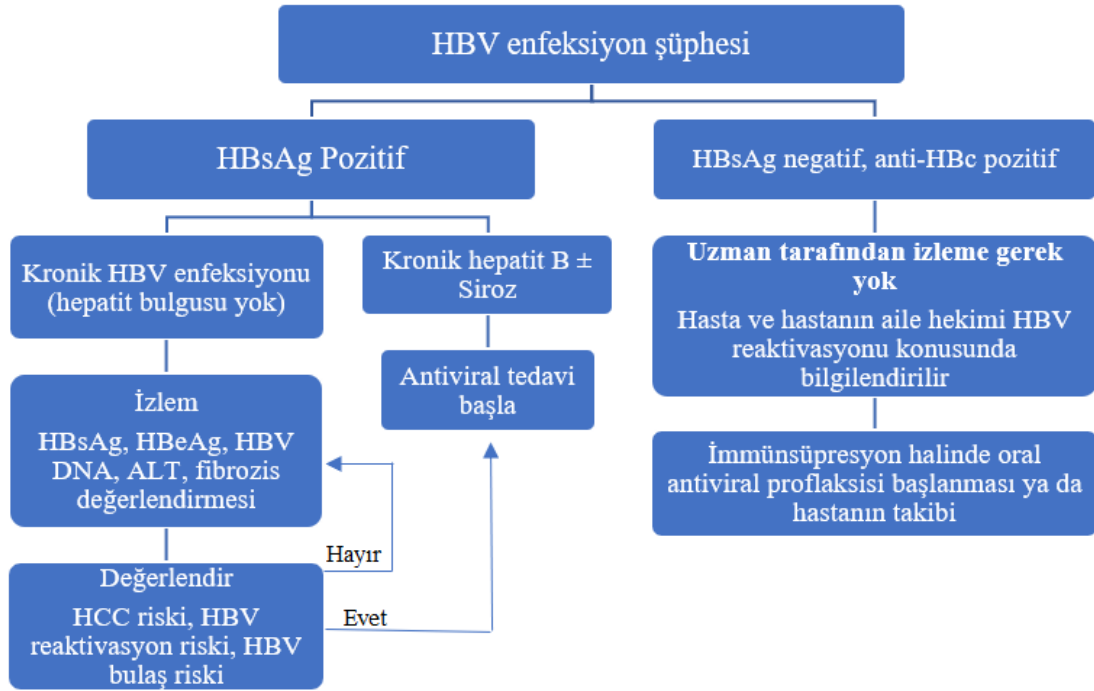 HBV enfeksiyon şüphesi
HBsAg Pozitif
HBsAg negatif, anti-HBc pozitif
Kronik HBV enfeksiyonu
(hepatit bulgusu yok)
Kronik hepatit B ±
Siroz
Uzman tarafından izleme gerek
yok
Hasta ve hastanın aile hekimi HBV
reaktivasyonu konusunda
bilgilendirilir
İzlem
HBsAg, HBeAg, HBV
DNA, ALT, fibrozis
değerlendirmesi
Antiviral tedavi
başla
İmmünsüpresyon halinde oral
antiviral proflaksisi başlanması ya da
hastanın takibi
Hayır
Değerlendir
HCC riski, HBV
reaktivasyon riski, HBV
bulaş riski
Evet